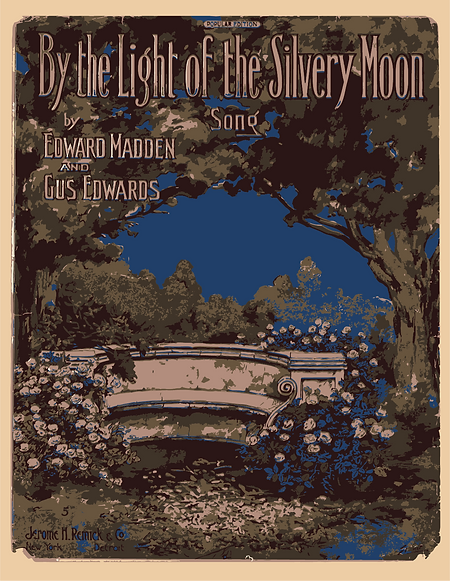 POPULAR EDITION
By the Light of the Silvery Moon
Song
by
EDWARD MADDEN
AND
GUS EDWARDS
Jerome H. Remick & Co.
New York Detroit